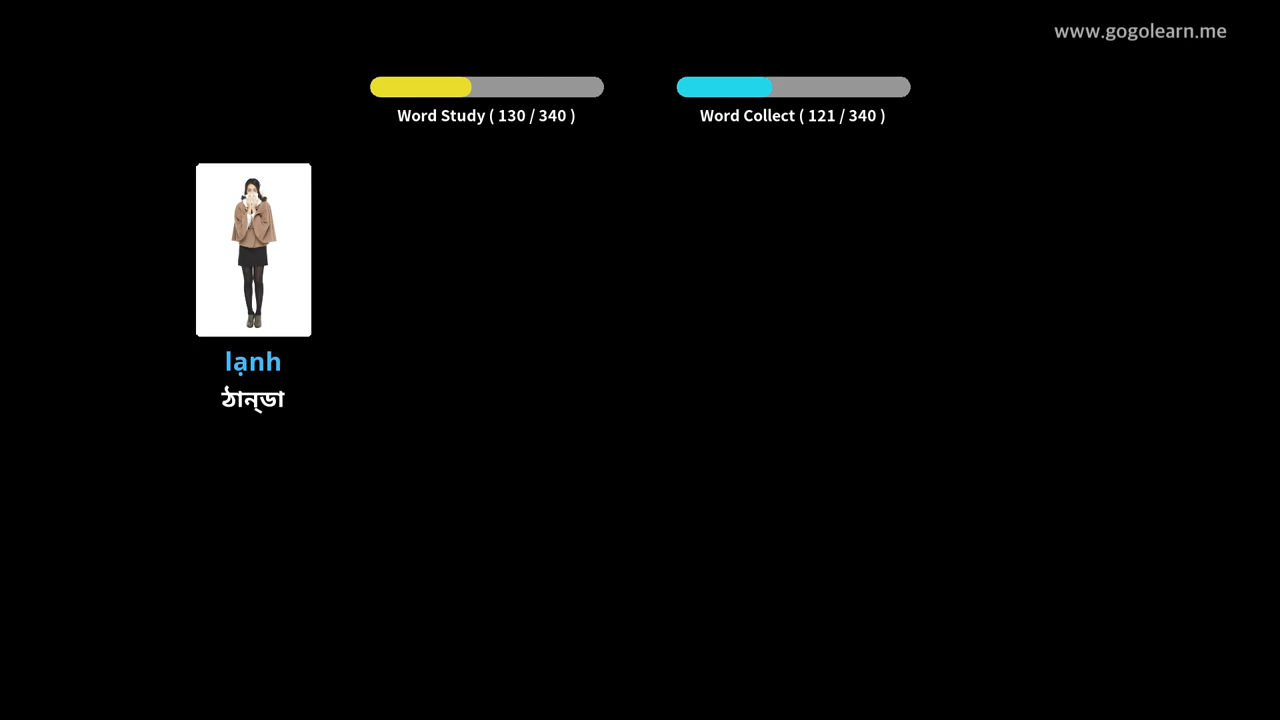 www.gogolearn.me
Word Study ( 130 / 340 )
Word Collect ( 121 / 340 )
lạnh
ঠান্‌ডা